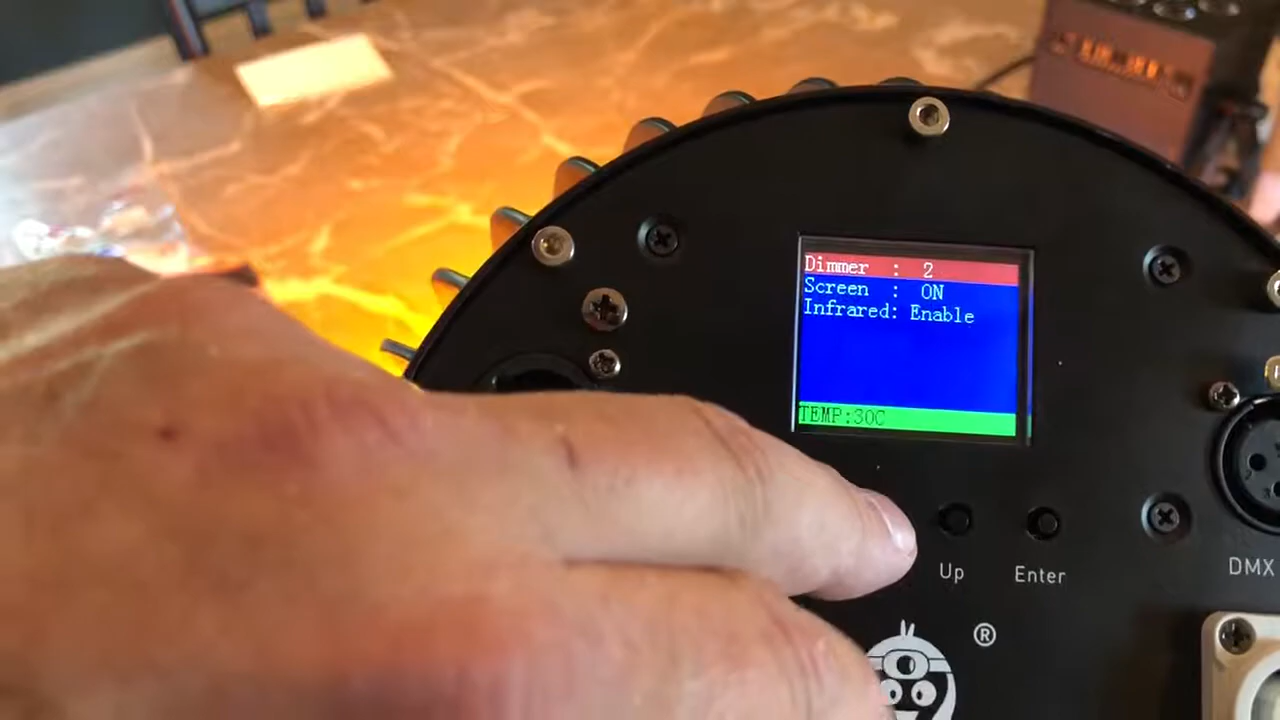 Dimmer : 2
Screen : ON
Infrared: Enable
TEMP:30C
Up
Enter
DMX
®